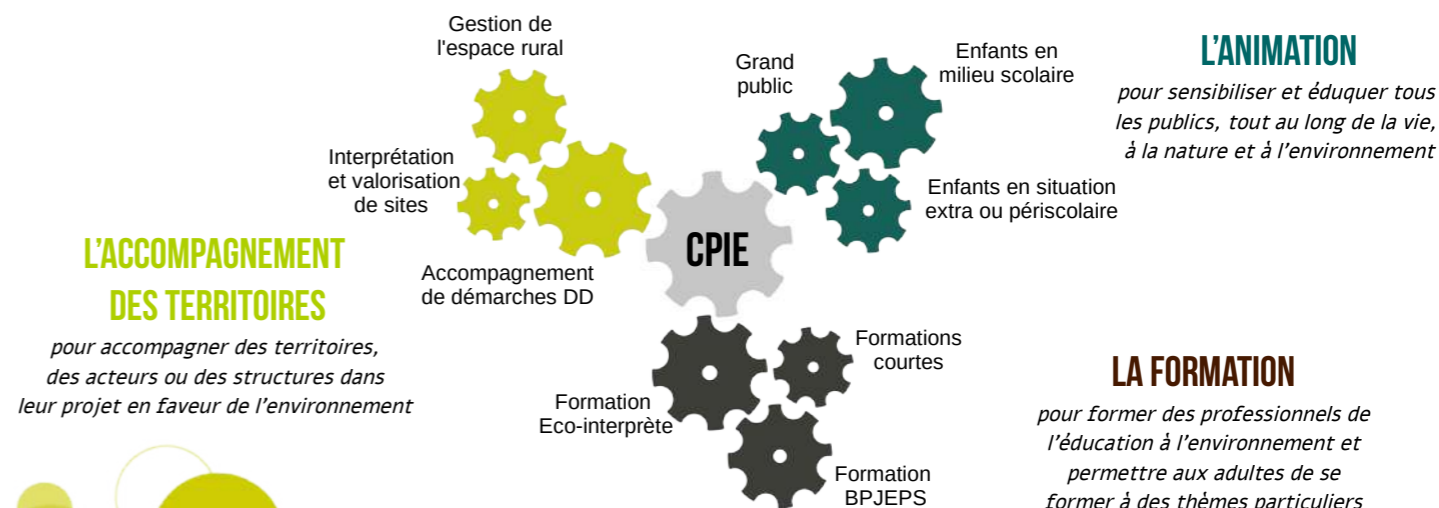 Gestion de
l'espace rural
Interprétation
et valorisation
de sites
Accompagnement
de démarches DD
L'ACCOMPAGNEMENT
DES TERRITOIRES
pour accompagner des territoires,
des acteurs ou des structures dans
leur projet en faveur de l'environnement
CPIE
Grand
public
Enfants en
milieu scolaire
Enfants en situation
extra ou périscolaire
L'ANIMATION
pour sensibiliser et éduquer tous
les publics, tout au long de la vie,
à la nature et à l'environnement
Formations
courtes
Formation
Eco-interprète
Formation
BPJEPS
LA FORMATION
pour former des professionnels de
l'éducation à l'environnement et
permettre aux adultes de se
former à des thèmes particuliers